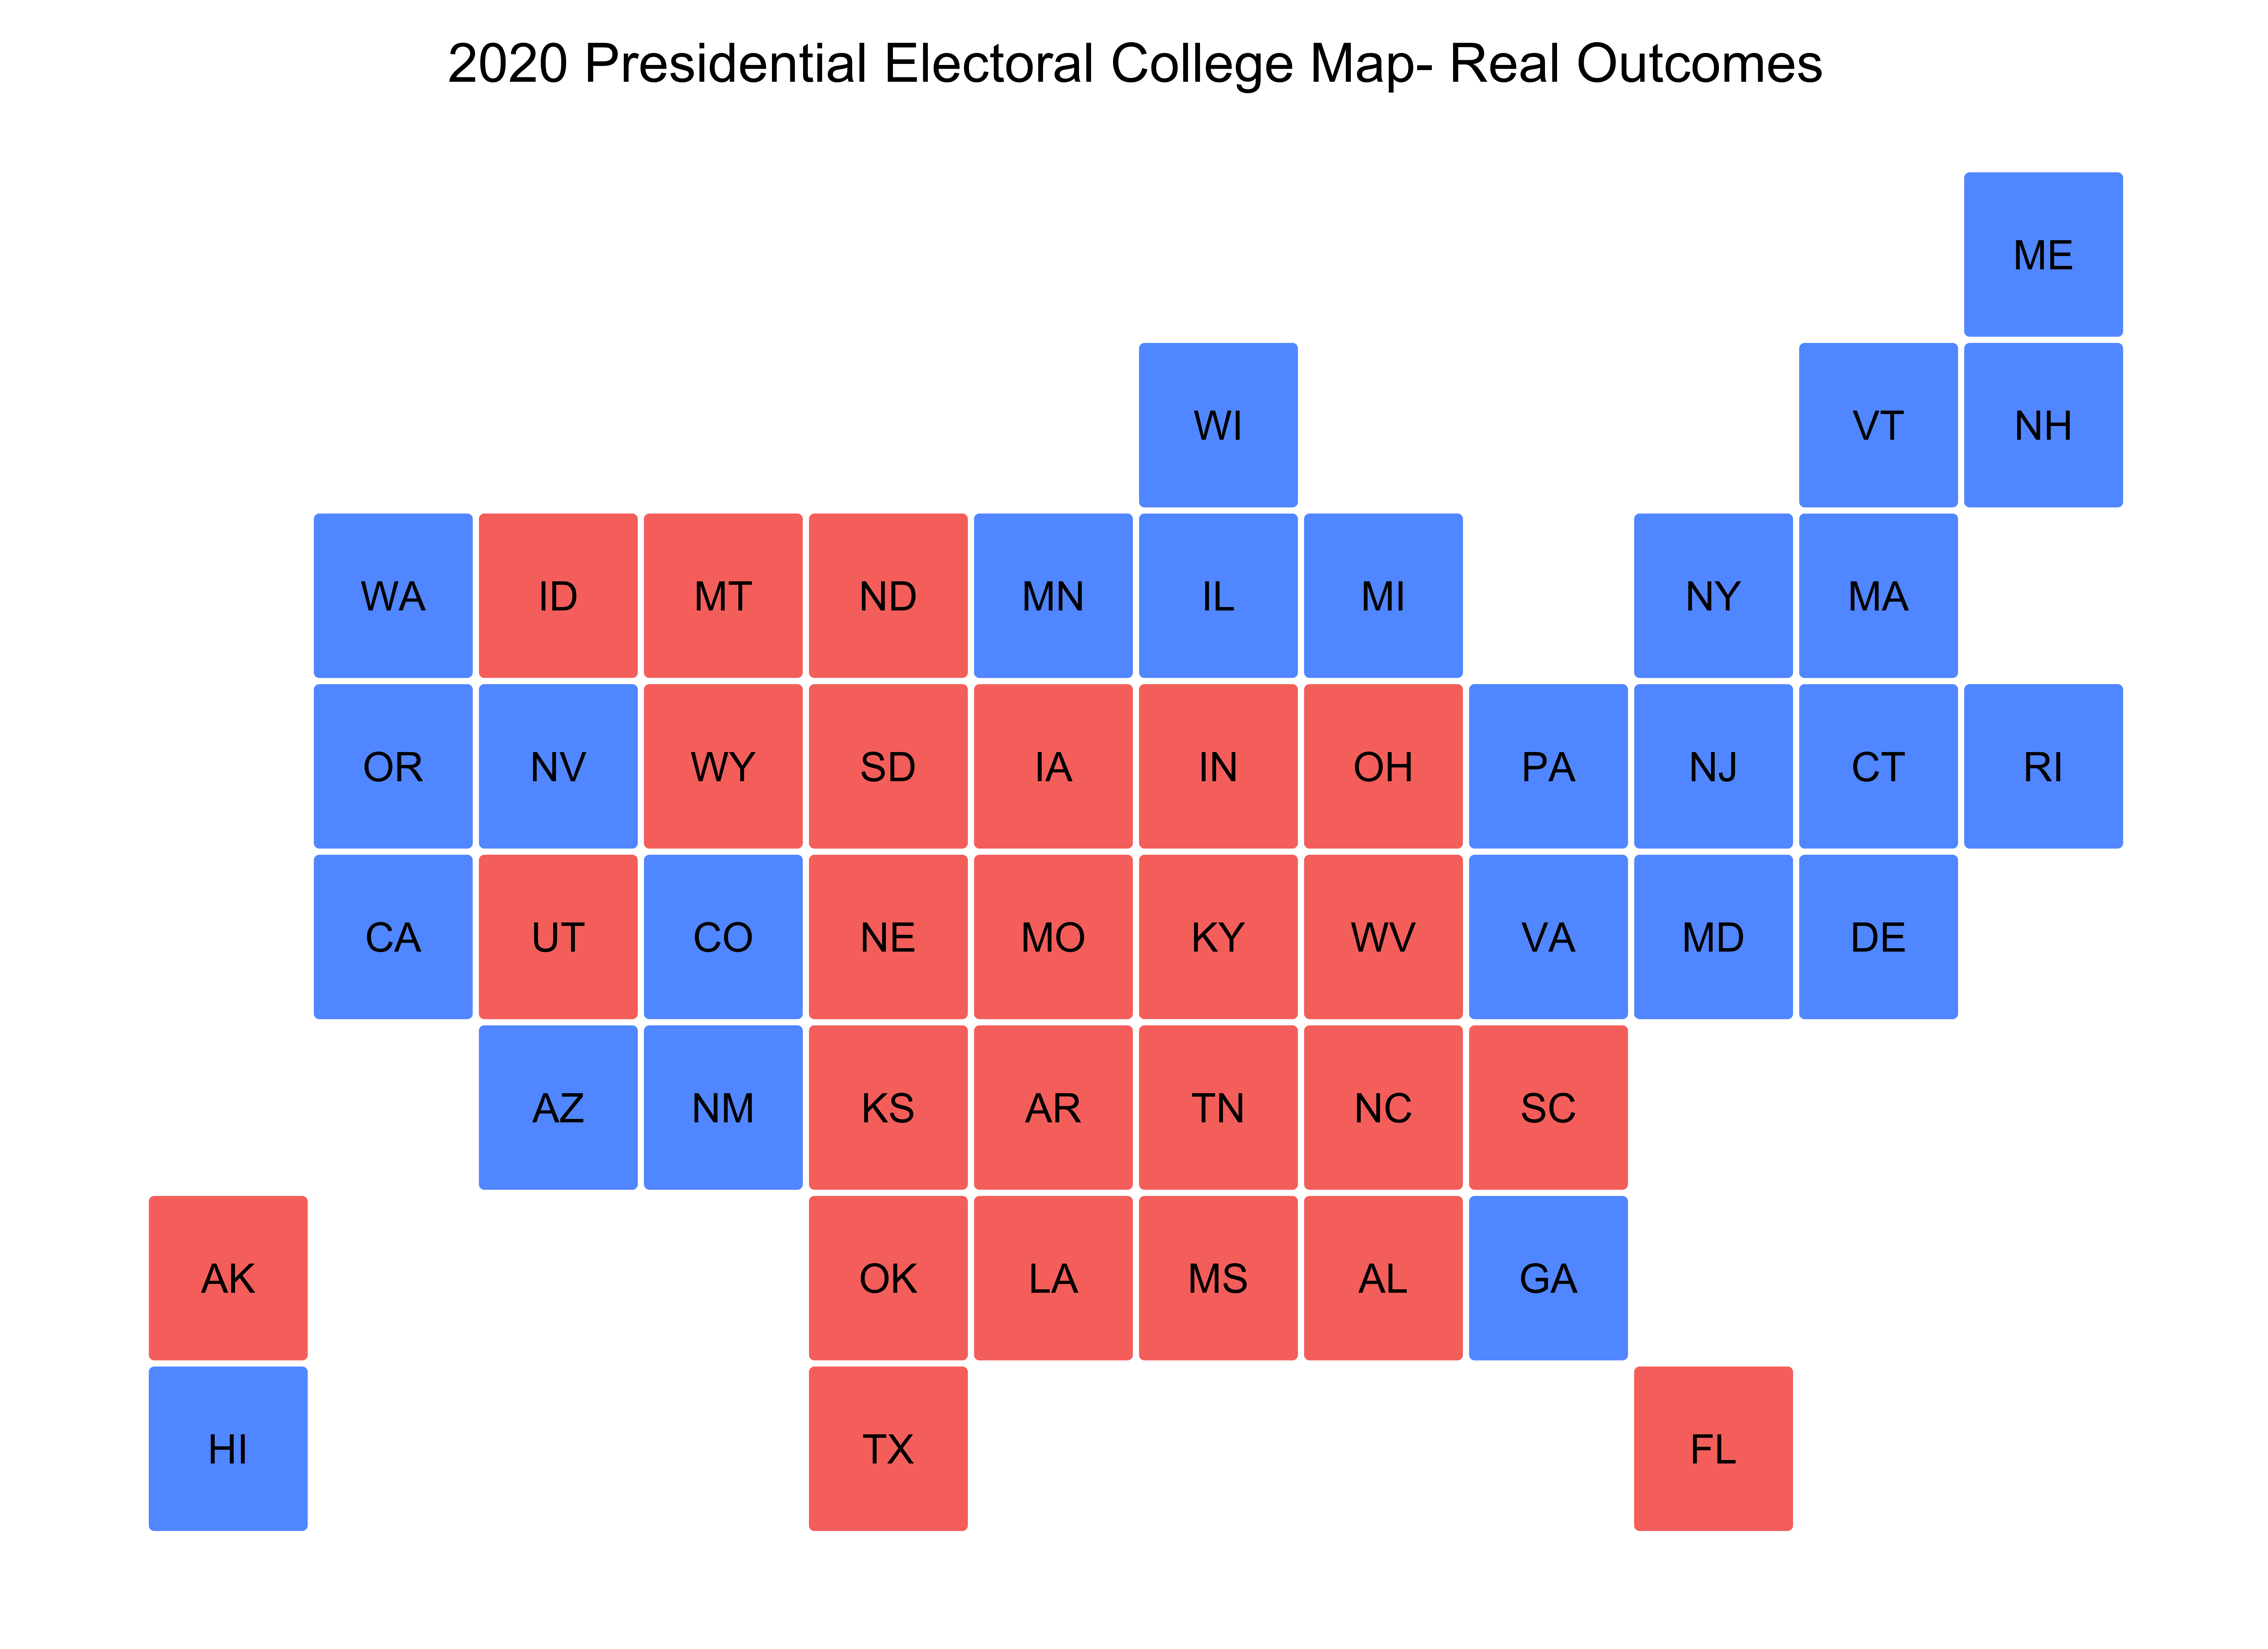 2020 Presidential Electoral College Map- Real Outcomes
ME
WI VT NH
WA ID MT ND MN IL MI NY MA
OR NV WY SD IA IN OH PA NJ CT RI
CA UT CO NE MO KY WV VA MD DE
AZ NM KS AR TN NC SC
AK OK LA MS AL GA
HI TX FL